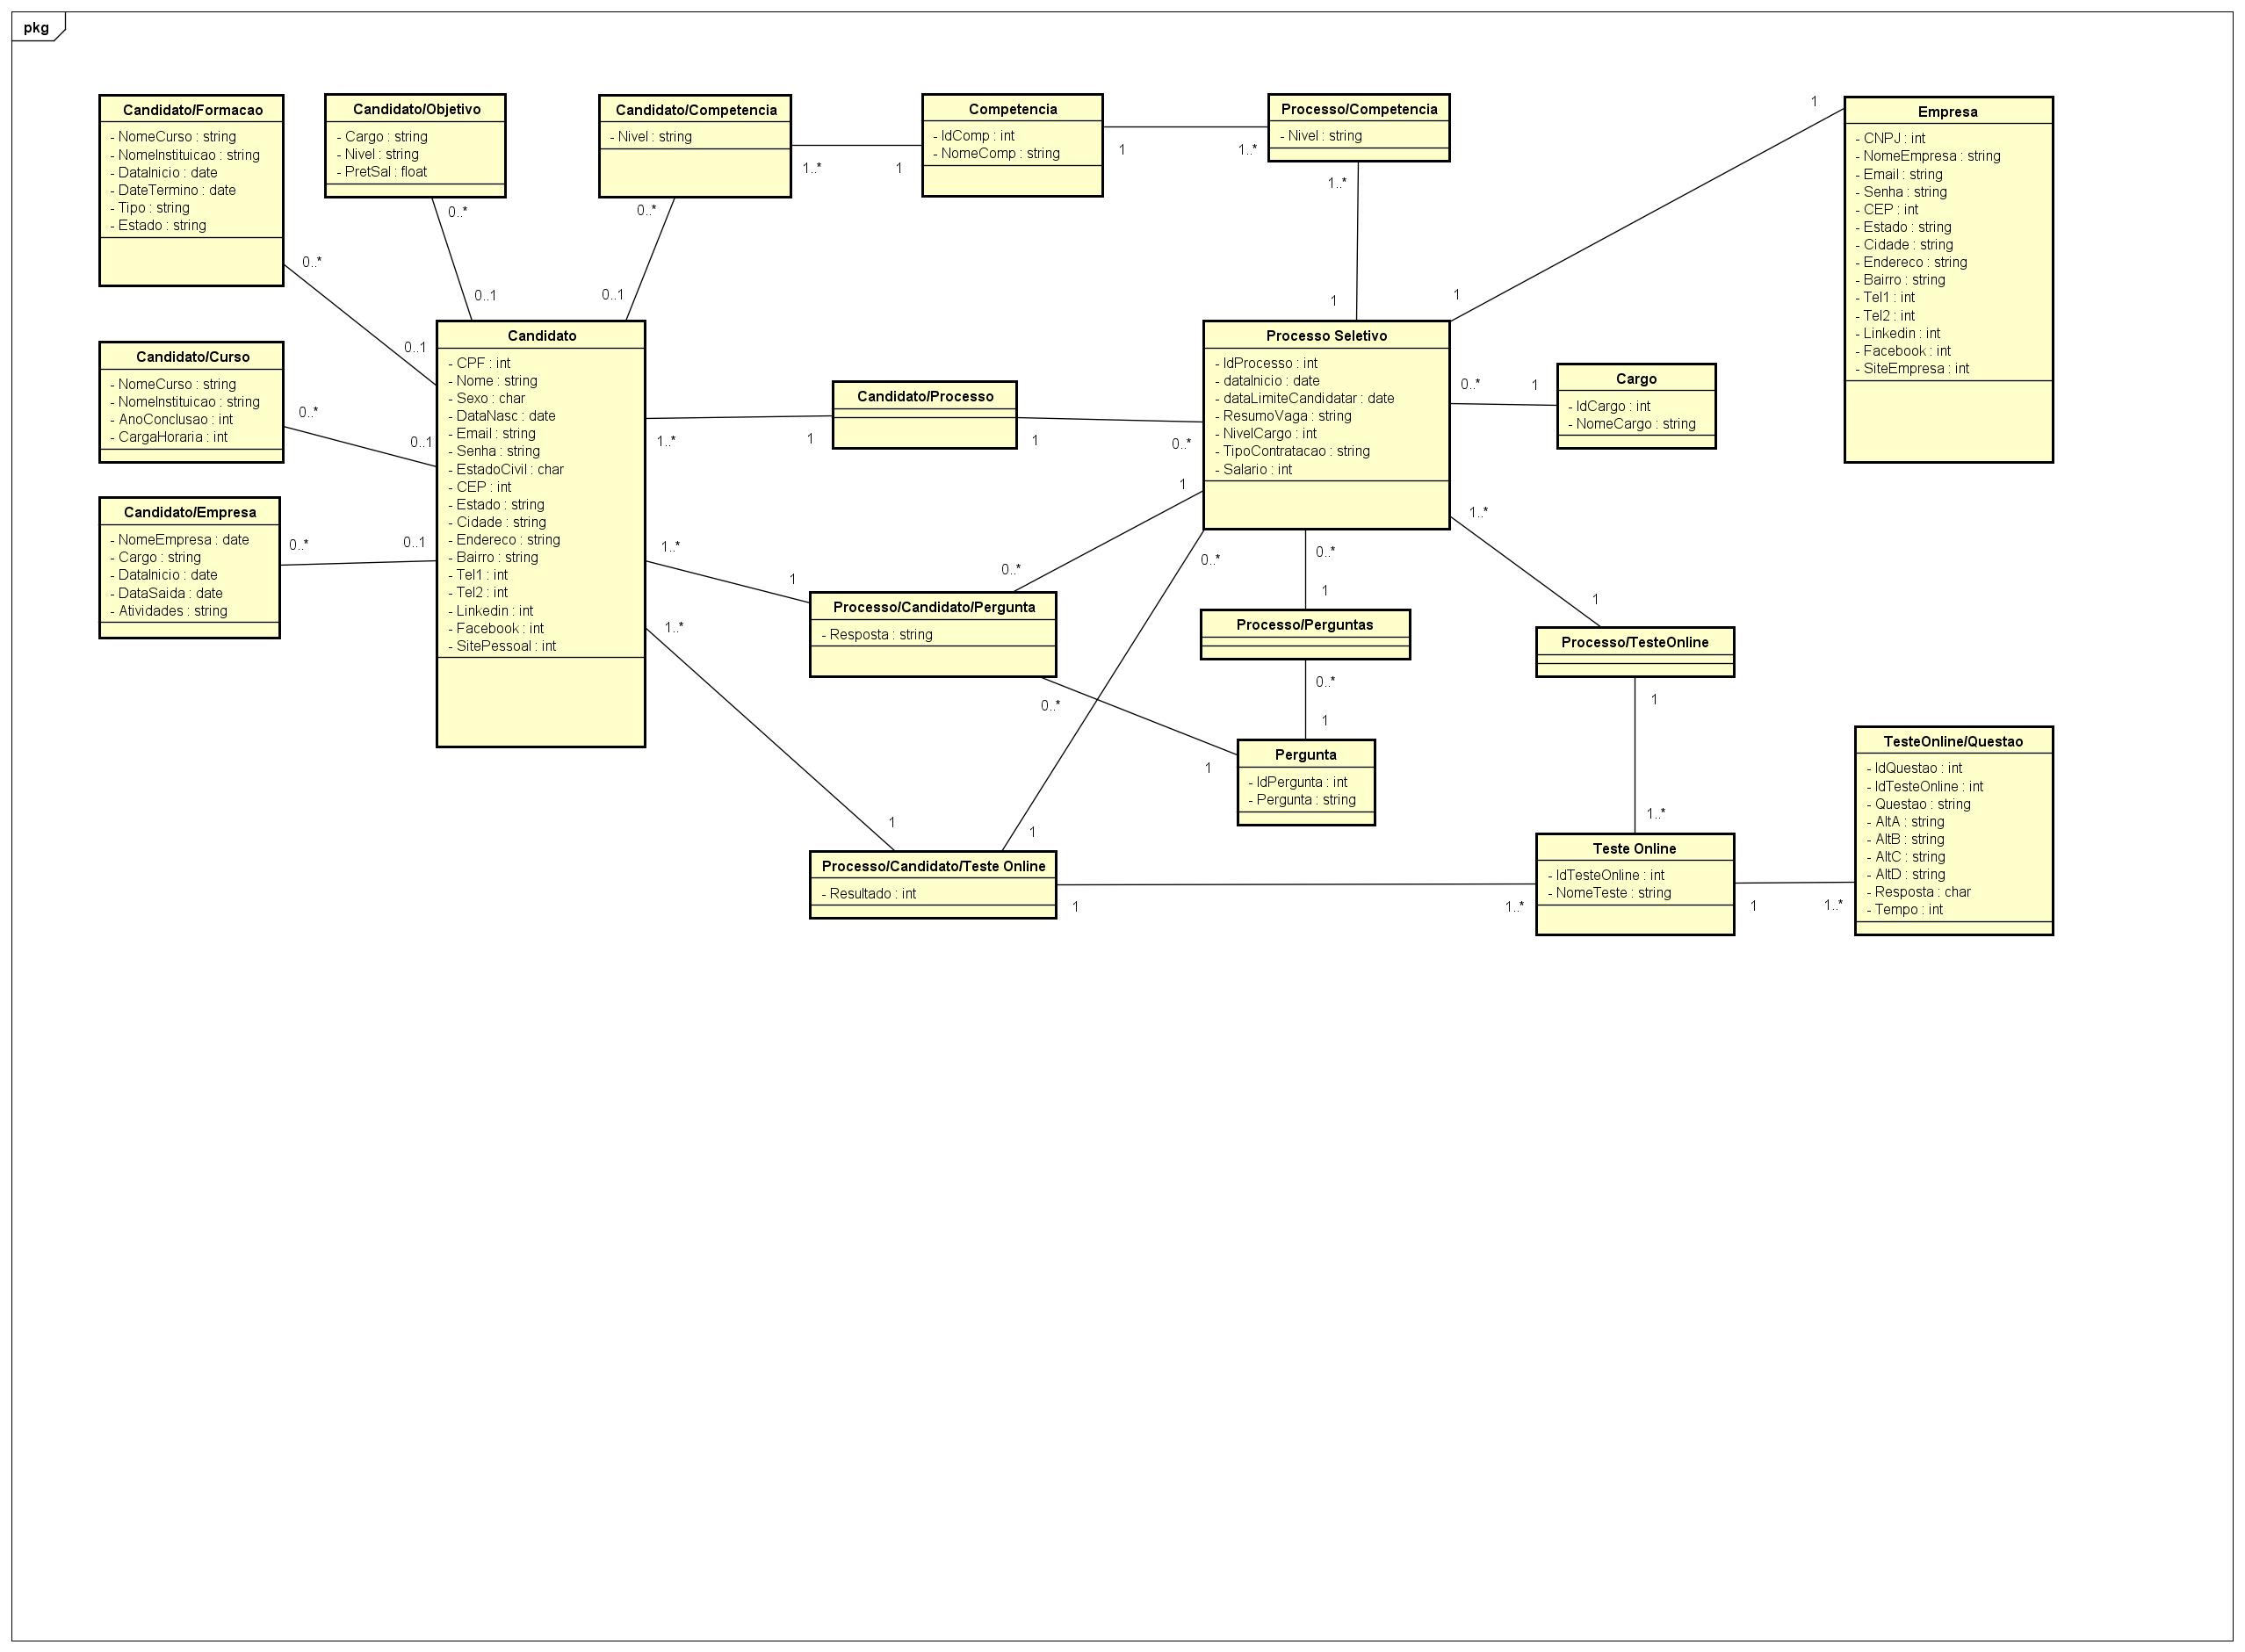 pkg
Candidato/Formacao
- NomeCurso : string
- NomeInstituicao : string
- DataInicio : date
- DateTermino : date
- Tipo : string
- Estado : string
0..*
0..1
Candidato/Objetivo
- Cargo : string
- Nivel : string
- PretSal : float
0..*
0..1
Candidato/Competencia
- Nivel : string
1..*
1
0..*
0..1
Competencia
- IdComp : int
- NomeComp : string
1
1..*
Processo/Competencia
- Nivel : string
1..*
1
Empresa
- CNPJ : int
- NomeEmpresa : string
- Email : string
- Senha : string
- CEP : int
- Estado : string
- Cidade : string
- Endereco : string
- Bairro : string
- Tel1 : int
- Tel2 : int
- Linkedin : int
- Facebook : int
- SiteEmpresa : int
1
1
Candidato/Curso
- NomeCurso : string
- NomeInstituicao : string
- AnoConclusao : int
- CargaHoraria : int
0..*
0..1
Candidato/Empresa
- NomeEmpresa : date
- Cargo : string
- DataInicio : date
- DataSaida : date
- Atividades : string
0..*
0..1
Candidato
- CPF : int
- Nome : string
- Sexo : char
- DataNasc : date
- Email : string
- Senha : string
- EstadoCivil : char
- CEP : int
- Estado : string
- Cidade : string
- Endereco : string
- Bairro : string
- Tel1 : int
- Tel2 : int
- Linkedin : int
- Facebook : int
- SitePessoal : int
1..*
1
Candidato/Processo
1
0..*
Processo Seletivo
- IdProcesso : int
- dataInicio : date
- dataLimiteCandidatar : date
- ResumoVaga : string
- NivelCargo : int
- TipoContratacao : string
- Salario : int
0..*
1
Cargo
- IdCargo : int
- NomeCargo : string
1
0..*
1..*
1
Processo/Candidato/Pergunta
- Resposta : string
0..*
1
0..*
0..*
1
Processo/Perguntas
0..*
1
Pergunta
- IdPergunta : int
- Pergunta : string
1..*
1
Processo/TesteOnline
1
1..*
1..*
1
1
Processo/Candidato/Teste Online
- Resultado : int
1
1..*
Teste Online
- IdTesteOnline : int
- NomeTeste : string
1
1..*
TesteOnline/Questao
- IdQuestao : int
- IdTesteOnline : int
- Questao : string
- AltA : string
- AltB : string
- AltC : string
- AltD : string
- Resposta : char
- Tempo : int